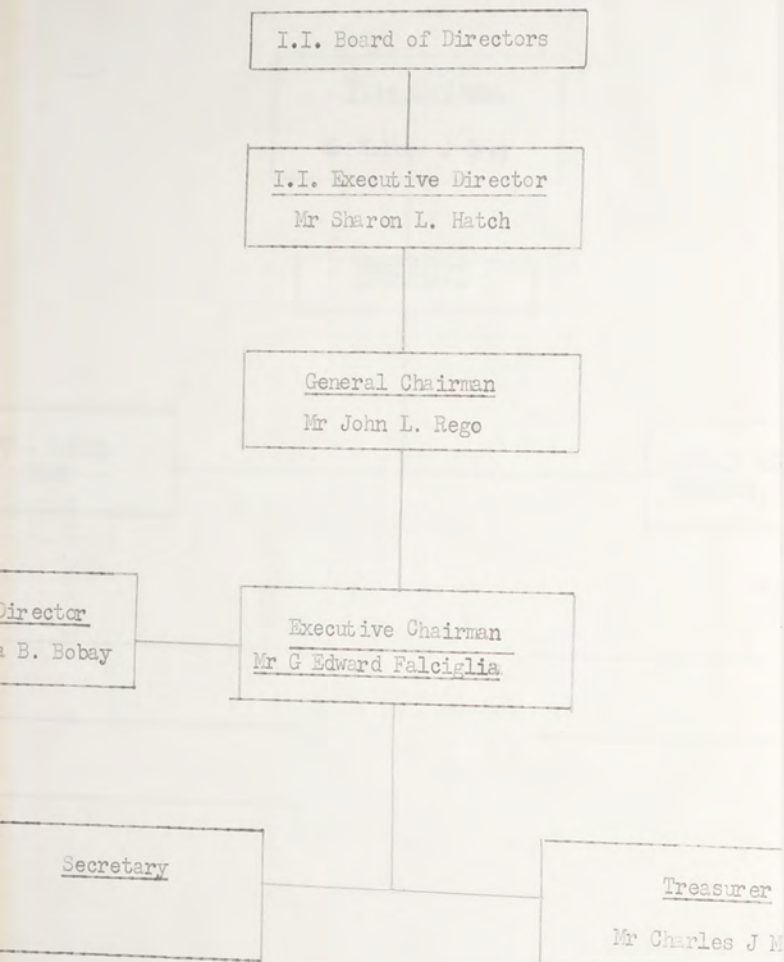 I.I. Board of Directors
I.I. Executive Director
Mr Sharon L. Hatch
General Chairman
Mr John L. Rego
Director
B. Bobay
Executive Chairman
Mr G Edward Falciglia
Secretary
Treasurer
Mr Charles J